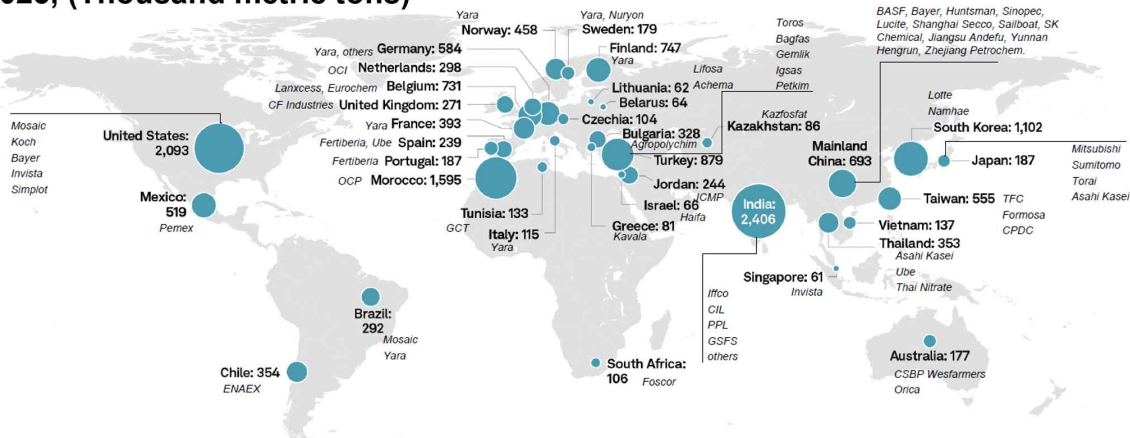 (Thousand metric tons)
Yara
Norway: 458
Yara, Nuryon
Sweden: 179
Finland: 747
Yara
Yara, others Germany: 584
OCI Netherlands: 298
Lanxcess, Eurochem Belgium: 731
CF Industries United Kingdom: 271
Yara France: 393
Fertiberia, Ube Spain: 239
Fertiberia Portugal: 187
OCP Morocco: 1,595
Lifosa
Achema
Lithuania: 62
Belarus: 64
Czechia: 104
Bulgaria: 328
Agropolychim
Toros
Bagfas
Gemlik
Igsas
Petkim
Turkey: 879
Kazfosfat
Kazakhstan: 86
BASF, Bayer, Huntsman, Sinopec,
Lucite, Shanghai Secco, Sailboat, SK
Chemical, Jiangsu Andefu, Yunnan
Hengrun, Zhejiang Petrochem.
Mainland
China: 693
Lotte
Namhae
South Korea: 1,102
Japan: 187
Mitsubishi
Sumitomo
Torai
Asahi Kasei
Mosaic
Koch
Bayer
Invista
Simplot
United States:
2,093
Mexico:
519
Pemex
Tunisia: 133
GCT
Italy: 115
Yara
Greece: 81
Kavala
Jordan: 244
JCMP
Israel: 66
Haifa
India:
2,406
Iffco
CIL
PPL
GSFS
others
Taiwan: 555
TFC
Formosa
CPDC
Vietnam: 137
Thailand: 353
Asahi Kasei
Ube
Thai Nitrate
Singapore: 61
Invista
Brazil:
292
Mosaic
Yara
Chile: 354
ENAEX
South Africa:
106
Foscor
Australia: 177
CSBP Wesfarmers
Orica